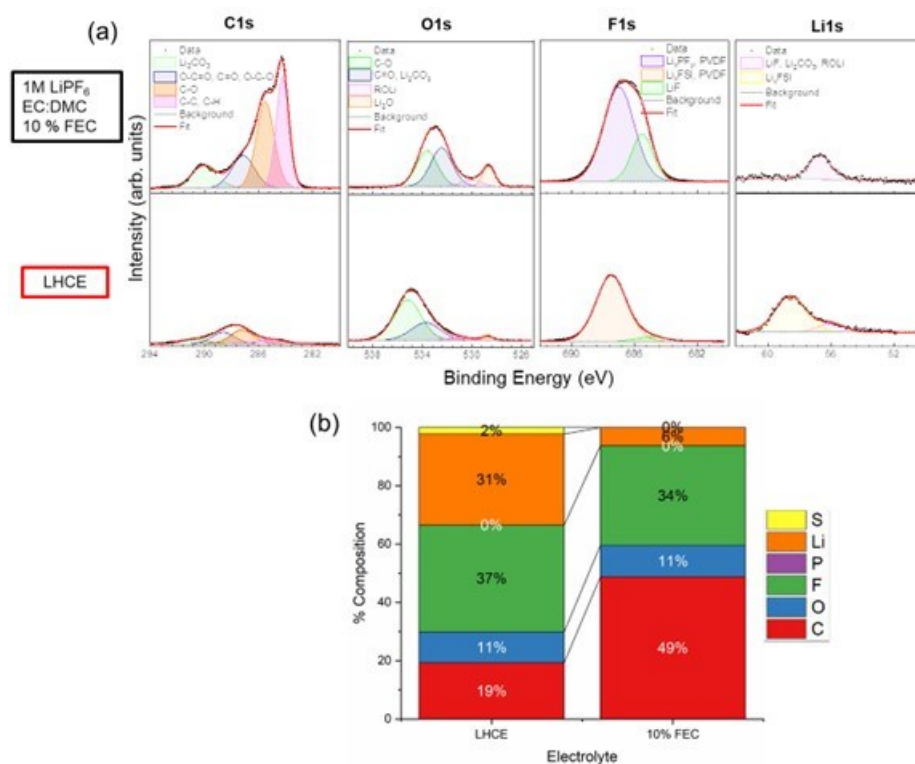 (a)
C1s
O1s
F1s
Li1s
1M LiPF6
EC:DMC
10 % FEC
LHCE
Intensity (arb. units)
Data
Li2CO3
O-C=O, C=O, O-C-O
C-O
C-C, C-H
Background
Fit
Data
C-O
C=O, Li2CO3
ROLi
Li2O
Background
Fit
Data
LixPFy, PVDF
LixFSI, PVDF
LiF
Background
Fit
Data
LiF, Li2CO3, ROLi
LixFSI
Background
Fit
294 290 286 282
538 534 530 526
690 686 682
60 56 52
Binding Energy (eV)
(b)
% Composition
100
80
60
40
20
0
2%
31%
0%
37%
11%
19%
0%
6%
0%
34%
11%
49%
LHCE
10% FEC
Electrolyte
S
Li
P
F
O
C